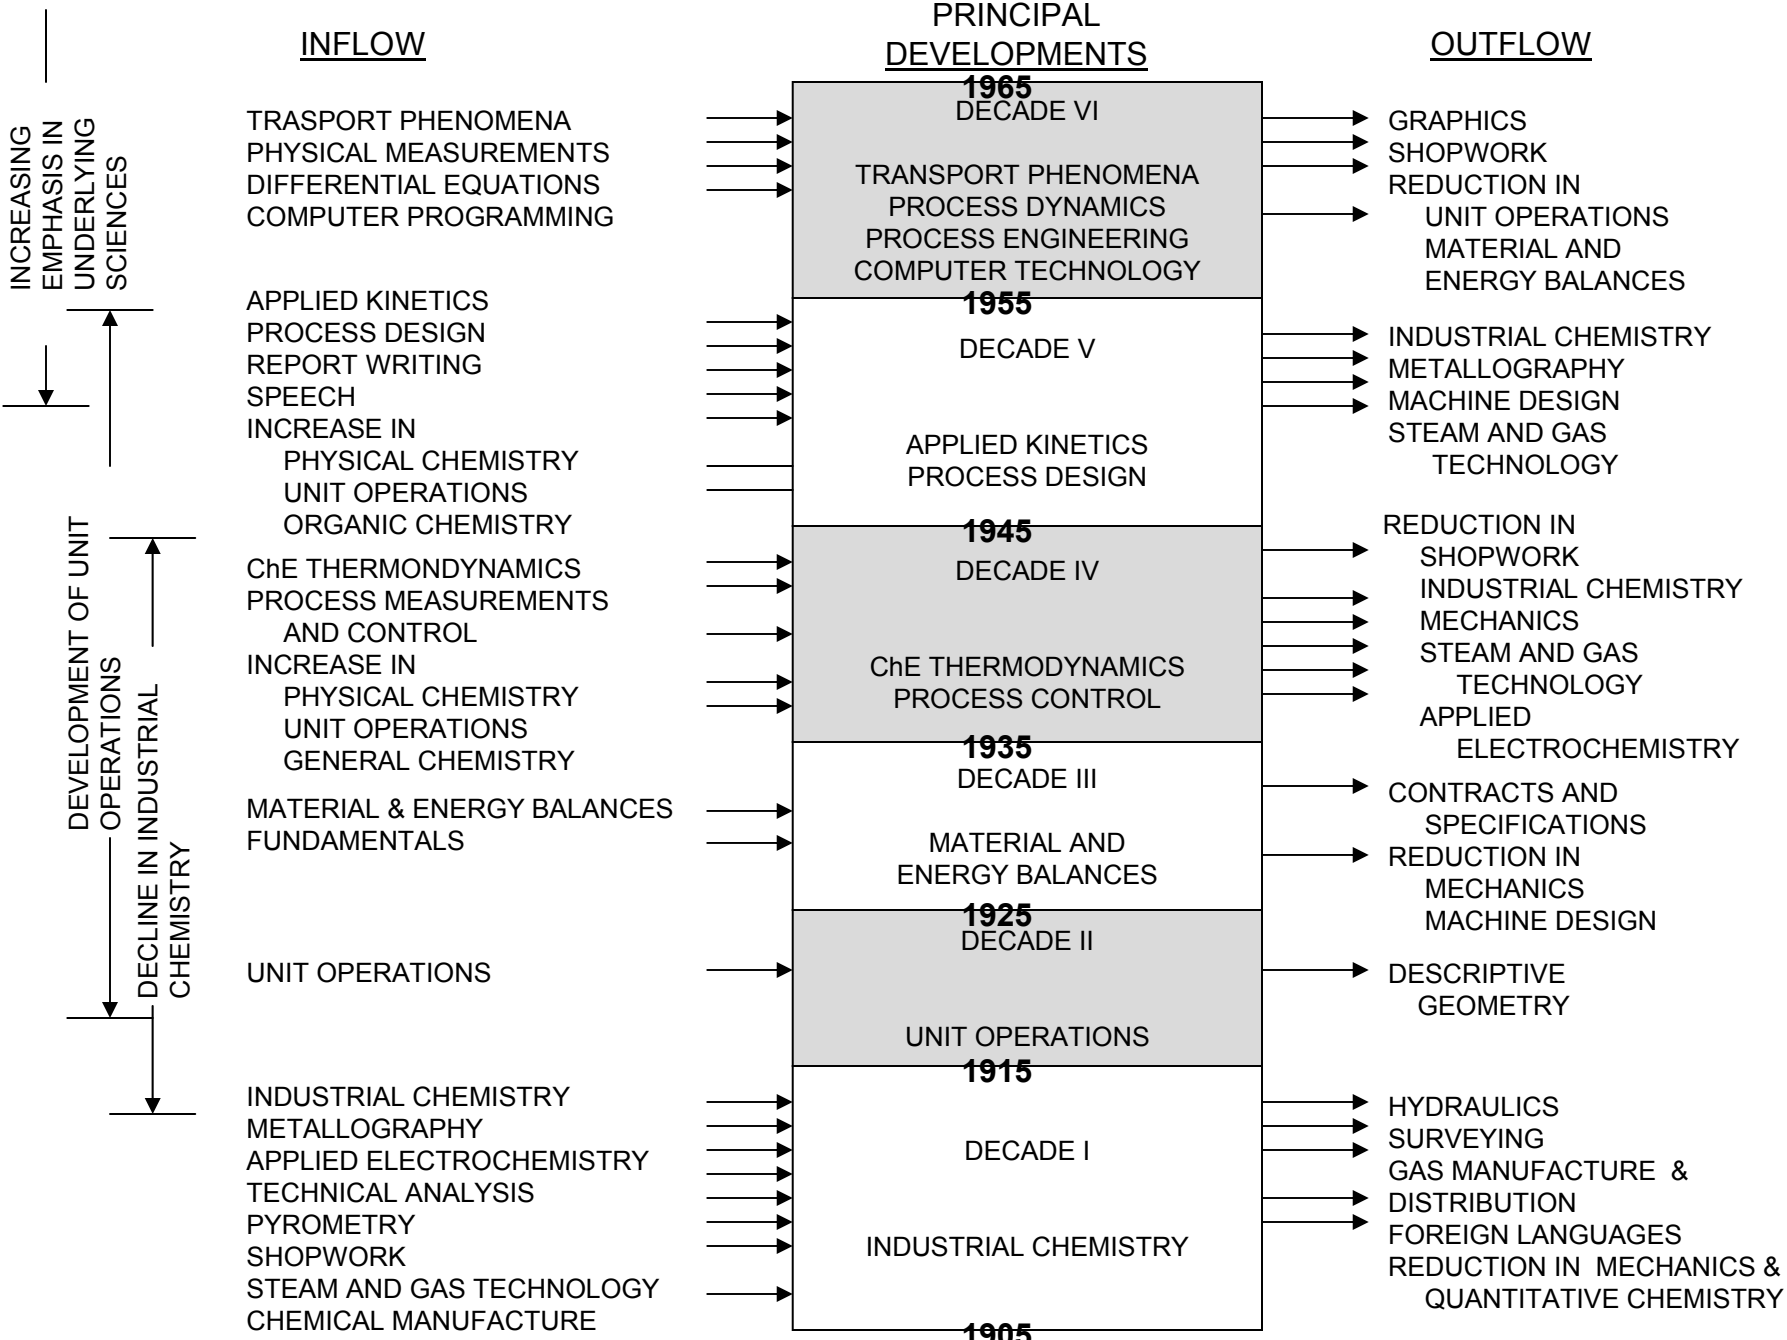 INCREASING
EMPHASIS IN
UNDERLYING
SCIENCES
DEVELOPMENT OF UNIT
OPERATIONS
DECLINE IN INDUSTRIAL
CHEMISTRY
INFLOW
TRASPORT PHENOMENA
PHYSICAL MEASUREMENTS
DIFFERENTIAL EQUATIONS
COMPUTER PROGRAMMING
APPLIED KINETICS
PROCESS DESIGN
REPORT WRITING
SPEECH
INCREASE IN
PHYSICAL CHEMISTRY
UNIT OPERATIONS
ORGANIC CHEMISTRY
ChE THERMONDYNAMICS
PROCESS MEASUREMENTS
AND CONTROL
INCREASE IN
PHYSICAL CHEMISTRY
UNIT OPERATIONS
GENERAL CHEMISTRY
MATERIAL & ENERGY BALANCES
FUNDAMENTALS
UNIT OPERATIONS
INDUSTRIAL CHEMISTRY
METALLOGRAPHY
APPLIED ELECTROCHEMISTRY
TECHNICAL ANALYSIS
PYROMETRY
SHOPWORK
STEAM AND GAS TECHNOLOGY
CHEMICAL MANUFACTURE
PRINCIPAL
DEVELOPMENTS
1965
DECADE VI
TRANSPORT PHENOMENA
PROCESS DYNAMICS
PROCESS ENGINEERING
COMPUTER TECHNOLOGY
1955
DECADE V
APPLIED KINETICS
PROCESS DESIGN
1945
DECADE IV
ChE THERMODYNAMICS
PROCESS CONTROL
1935
DECADE III
MATERIAL AND
ENERGY BALANCES
1925
DECADE II
UNIT OPERATIONS
1915
DECADE I
INDUSTRIAL CHEMISTRY
1905
OUTFLOW
GRAPHICS
SHOPWORK
REDUCTION IN
UNIT OPERATIONS
MATERIAL AND
ENERGY BALANCES
INDUSTRIAL CHEMISTRY
METALLOGRAPHY
MACHINE DESIGN
STEAM AND GAS
TECHNOLOGY
REDUCTION IN
SHOPWORK
INDUSTRIAL CHEMISTRY
MECHANICS
STEAM AND GAS
TECHNOLOGY
APPLIED
ELECTROCHEMISTRY
CONTRACTS AND
SPECIFICATIONS
REDUCTION IN
MECHANICS
MACHINE DESIGN
DESCRIPTIVE
GEOMETRY
HYDRAULICS
SURVEYING
GAS MANUFACTURE &
DISTRIBUTION
FOREIGN LANGUAGES
REDUCTION IN MECHANICS &
QUANTITATIVE CHEMISTRY